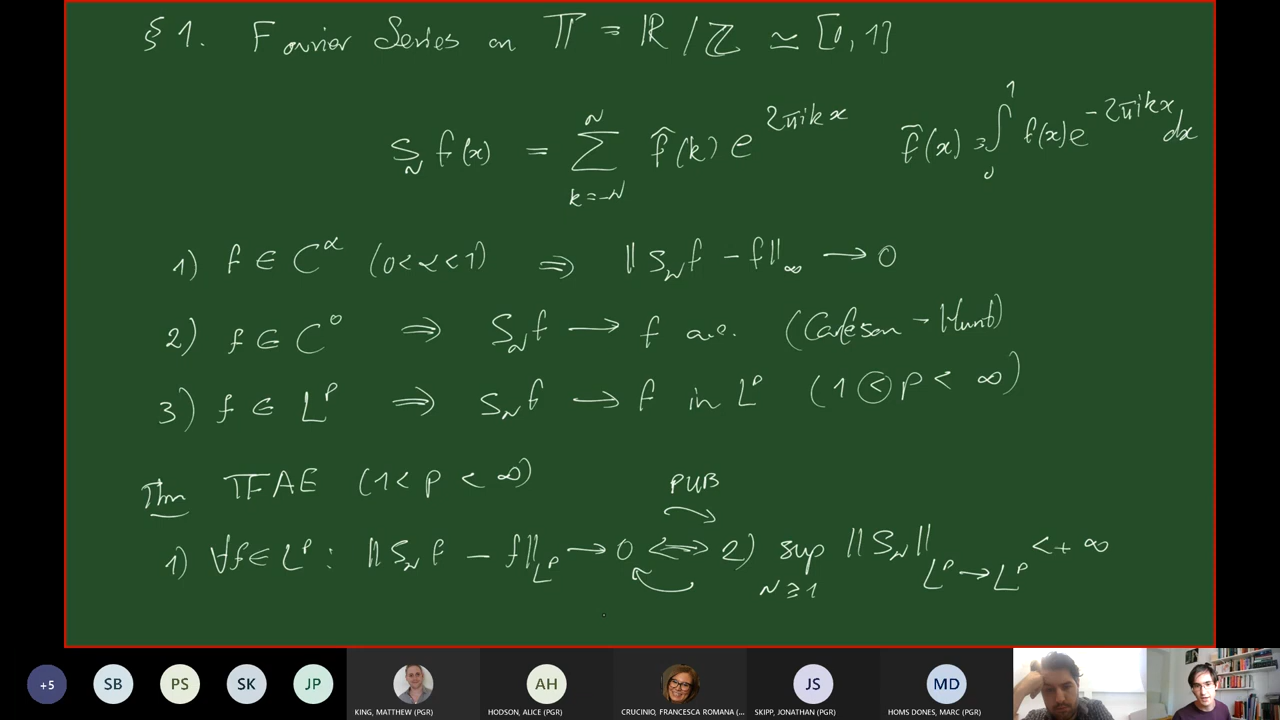 § 1. Fourier Series on 𝕋 = ℝ/ℤ ≃ [0,1]
S_N f(x) = ∑_{k=-N}^{N} f̂(k) e^{2πikx}   f̂(x) = ∫_0^1 f(x) e^{-2πikx} dx
1) f ∈ C^α (0<α<1) ⇒ ‖S_N f - f‖_∞ → 0
2) f ∈ C^0 ⇒ S_N f → f a.e. (Carleson - Hunt)
3) f ∈ L^p ⇒ S_N f → f in L^p (1 < p < ∞)
Thm TFAE (1 < p < ∞)
PUB
1) ∀f ∈ L^p : ‖S_N f - f‖_{L^p} → 0 ⟺ 2) sup_{N≥1} ‖S_N‖_{L^p→L^p} < +∞
+5 SB PS SK JP AH JS MD
KING, MATTHEW (PGR) HODSON, ALICE (PGR) CRUCINIO, FRANCESCA ROMANA (... SKIPP, JONATHAN (PGR) HOMS DONES, MARC (PGR)